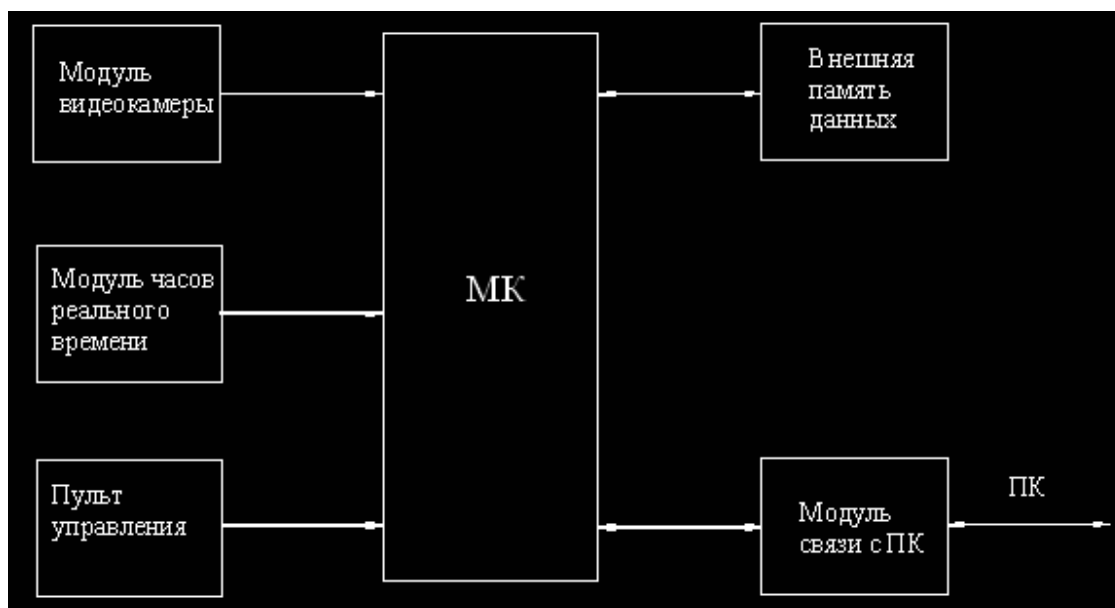 Модуль
видеокамеры
Внешняя
память
данных
Модуль часов
реального
времени
МК
Пульт
управления
Модуль
связи с ПК
ПК